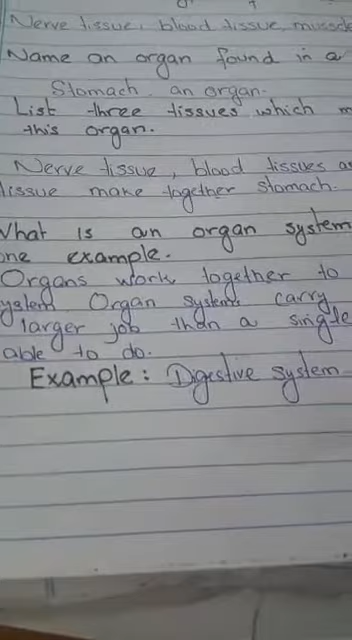 Nerve tissue, blood tissue,
Name an organ found in a
Stomach an organ.
List three tissues which
this organ.
Nerve tissue, blood tissues
tissue make together stomach.
What is an organ system
one example.
Organs work together to
Organ systems carry
larger job than a single
able to do.
Example: Digestive system